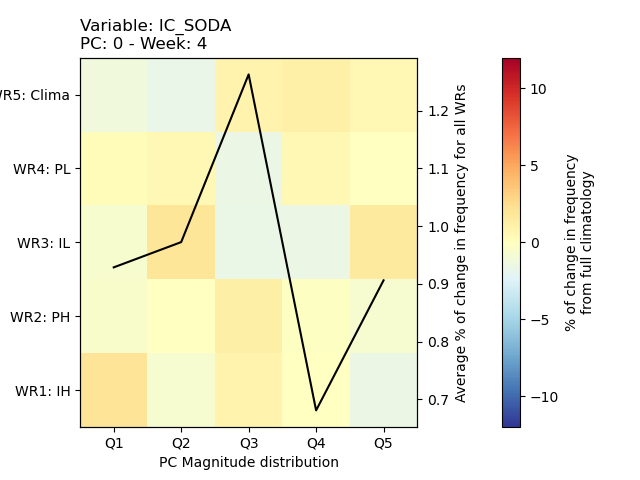 Variable: IC_SODA
PC: 0 - Week: 4
WR5: Clima
WR4: PL
WR3: IL
WR2: PH
WR1: IH
Q1 Q2 Q3 Q4 Q5
PC Magnitude distribution
1.2
1.1
1.0
0.9
0.8
0.7
Average % of change in frequency for all WRs
10
5
0
−5
−10
% of change in frequency
from full climatology